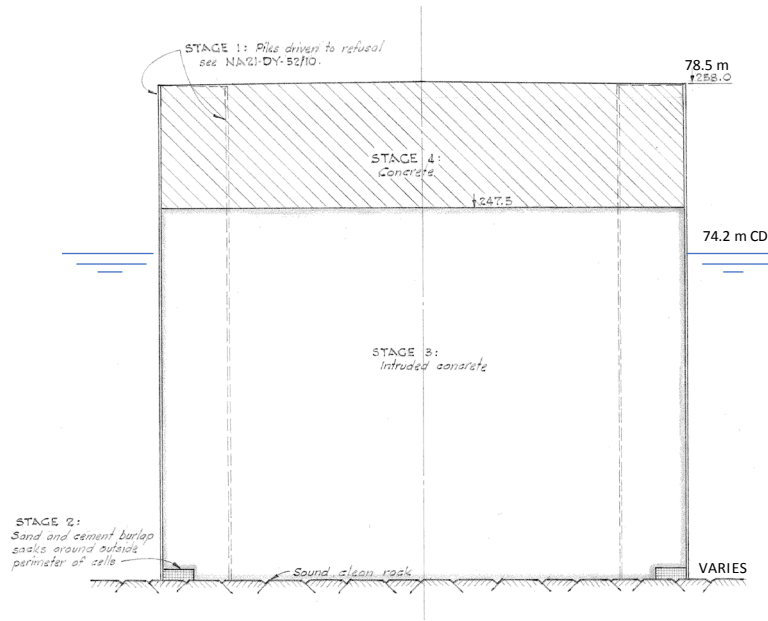 STAGE 1: Piles driven to refusal
see NA21-DY-52/10.
78.5 m
258.0
STAGE 4:
Concrete
247.5
74.2 m CD
STAGE 3:
Intruded concrete
STAGE 2:
Sand and cement burlap
sacks around outside
perimeter of cells
Sound clean rock
VARIES